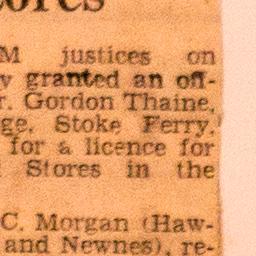 ores
M justices on
y granted an off-
r. Gordon Thaine,
ge, Stoke Ferry,
for a licence for
Stores in the
C. Morgan (Haw-
and Newnes), re-